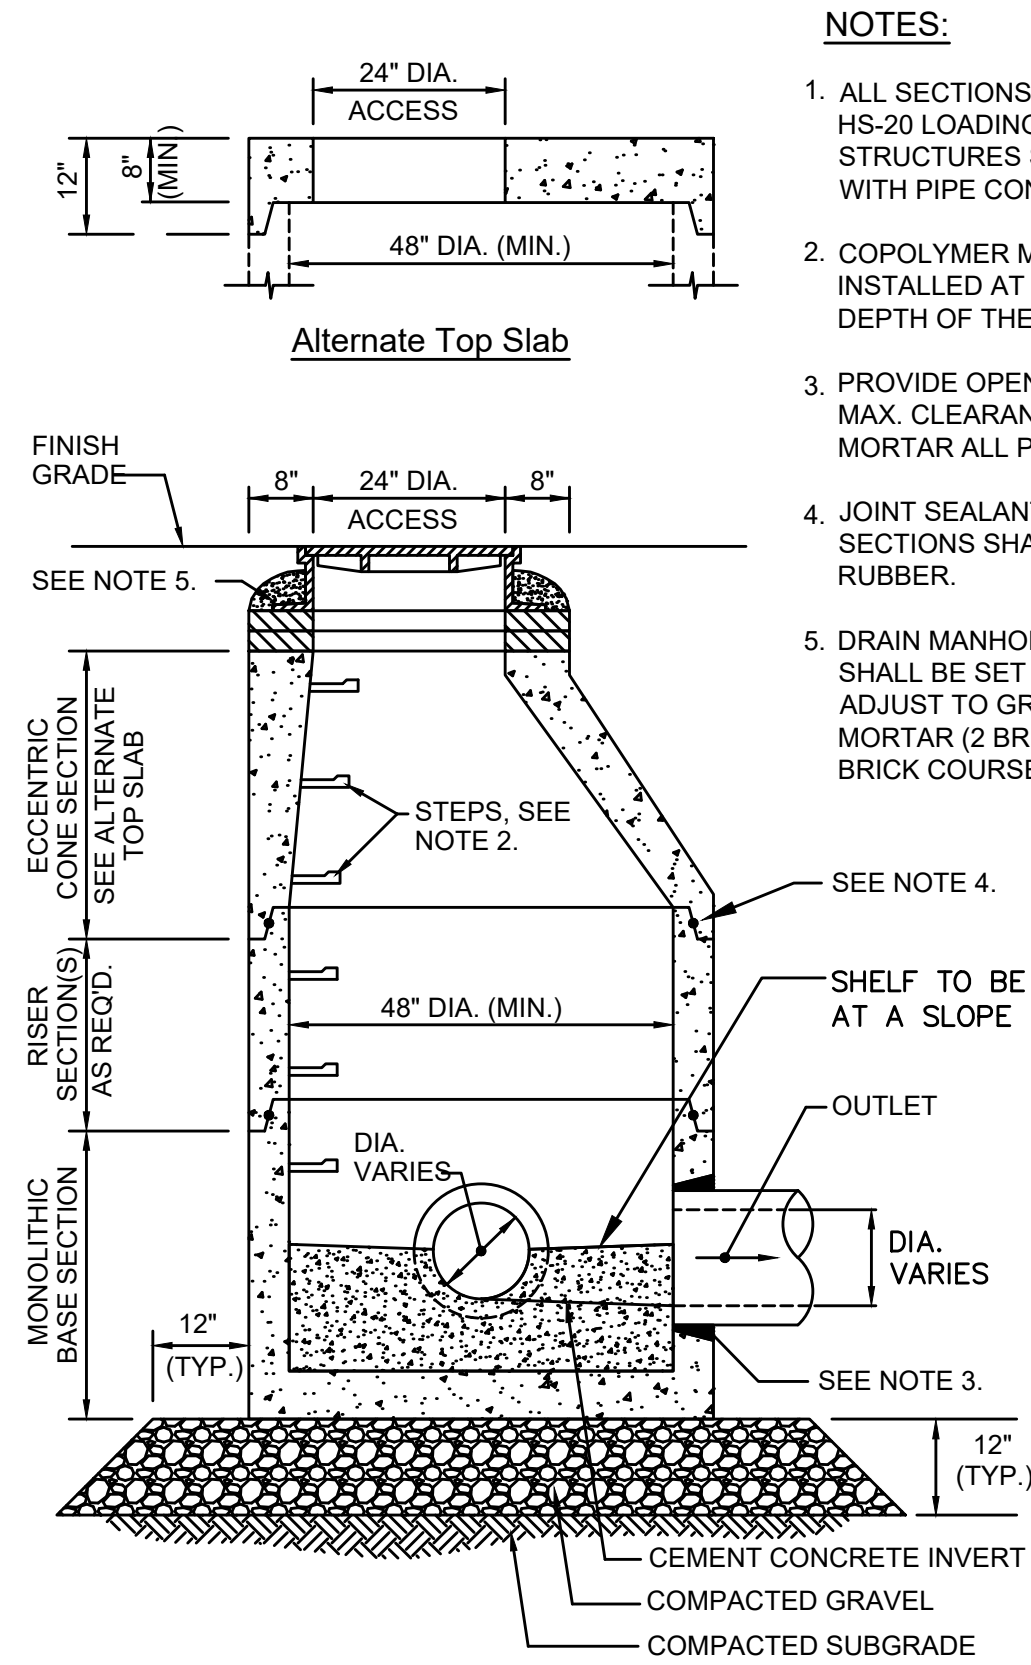 NOTES:
1. ALL SECTIONS
HS-20 LOADING
STRUCTURES
WITH PIPE CON
2. COPOLYMER M
INSTALLED AT
DEPTH OF THE
3. PROVIDE OPEN
MAX. CLEARAN
MORTAR ALL P
4. JOINT SEALANT
SECTIONS SHA
RUBBER.
5. DRAIN MANHOL
SHALL BE SET
ADJUST TO GR
MORTAR (2 BR
BRICK COURSE
24" DIA.
ACCESS
12"
8"
(MIN.)
48" DIA. (MIN.)
Alternate Top Slab
FINISH
GRADE
8"
24" DIA.
8"
ACCESS
SEE NOTE 5.
ECCENTRIC
CONE SECTION
SEE ALTERNATE
TOP SLAB
STEPS, SEE
NOTE 2.
SEE NOTE 4.
RISER
SECTION(S)
AS REQ'D.
48" DIA. (MIN.)
SHELF TO BE
AT A SLOPE
OUTLET
MONOLITHIC
BASE SECTION
DIA.
VARIES
DIA.
VARIES
12"
(TYP.)
SEE NOTE 3.
12"
(TYP.)
CEMENT CONCRETE INVERT
COMPACTED GRAVEL
COMPACTED SUBGRADE